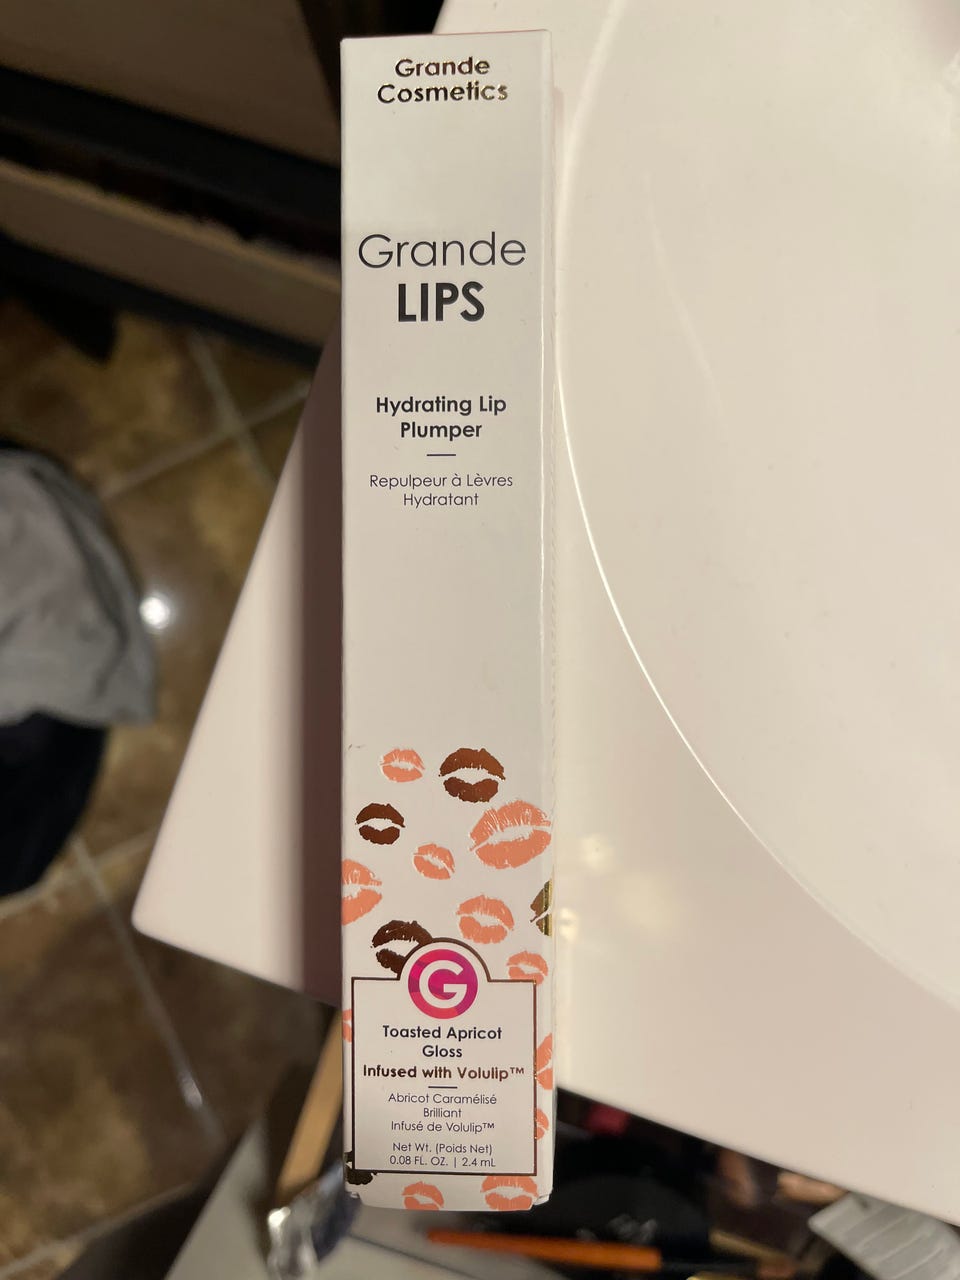 Grande
Cosmetics
Grande
LIPS
Hydrating Lip
Plumper
Repulpeur à Lèvres
Hydratant
G
Toasted Apricot
Gloss
Infused with Volulip™
Abricot Caramélisé
Brilliant
Infusé de Volulip™
Net Wt. (Poids Net)
0.08 FL. OZ. | 2.4 mL